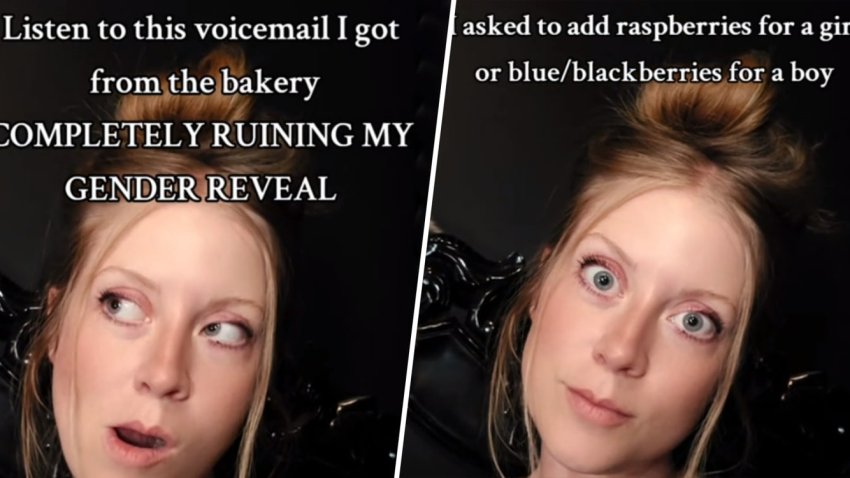 Listen to this voicemail I got
from the bakery
COMPLETELY RUINING MY
GENDER REVEAL
I asked to add raspberries for a gir
or blue/blackberries for a boy